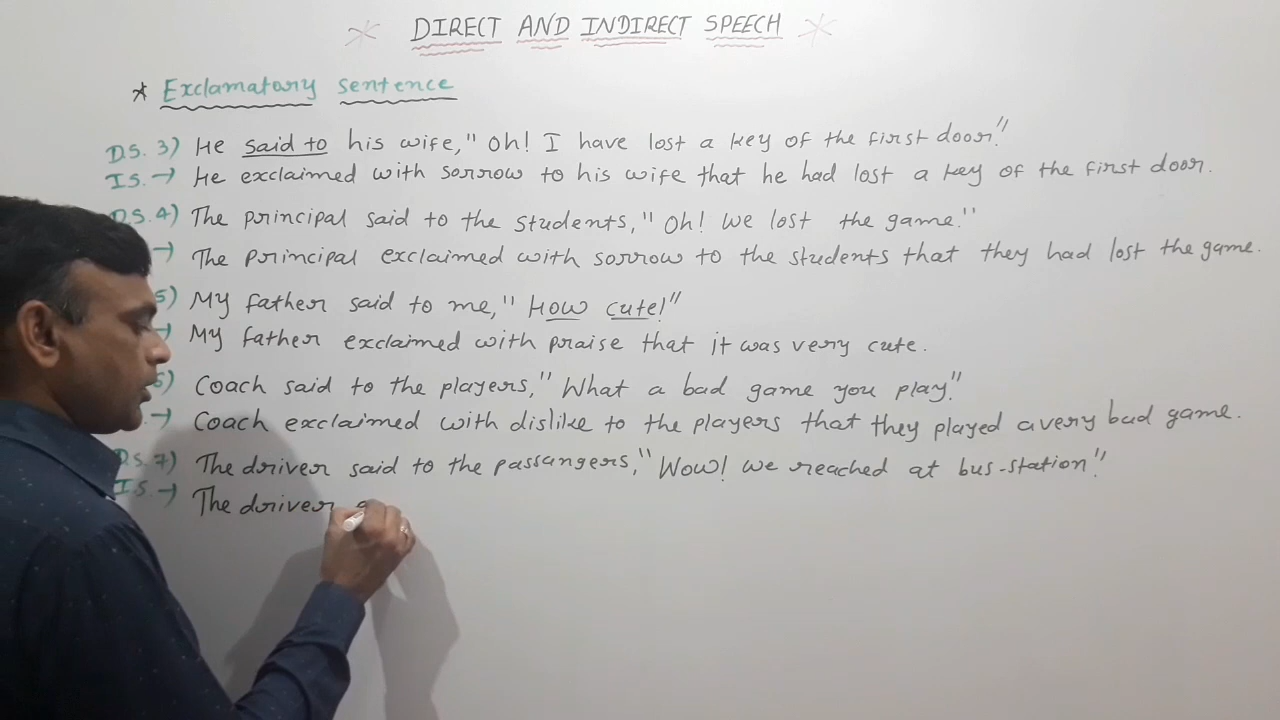 DIRECT AND INDIRECT SPEECH
* Exclamatory sentence
D.S. 3) He said to his wife," Oh! I have lost a key of the first door."
I.S. → He exclaimed with sorrow to his wife that he had lost a key of the first door.
D.S. 4) The principal said to the students," Oh! We lost the game."
→ The principal exclaimed with sorrow to the students that they had lost the game.
5) My father said to me," How cute!"
→ My father exclaimed with praise that it was very cute.
6) Coach said to the players," What a bad game you play."
→ Coach exclaimed with dislike to the players that they played a very bad game.
D.S. 7) The driver said to the passangers," Wow! we reached at bus-station."
I.S. → The driver